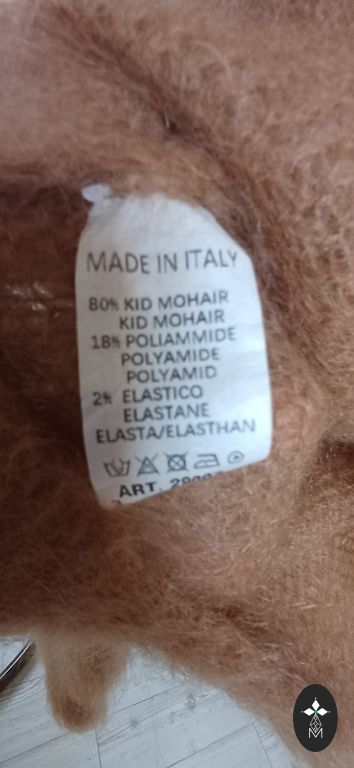 MADE IN ITALY
80% KID MOHAIR
KID MOHAIR
18% POLIAMMIDE
POLYAMIDE
POLYAMID
2% ELASTICO
ELASTANE
ELASTA/ELASTHAN
ART.
M